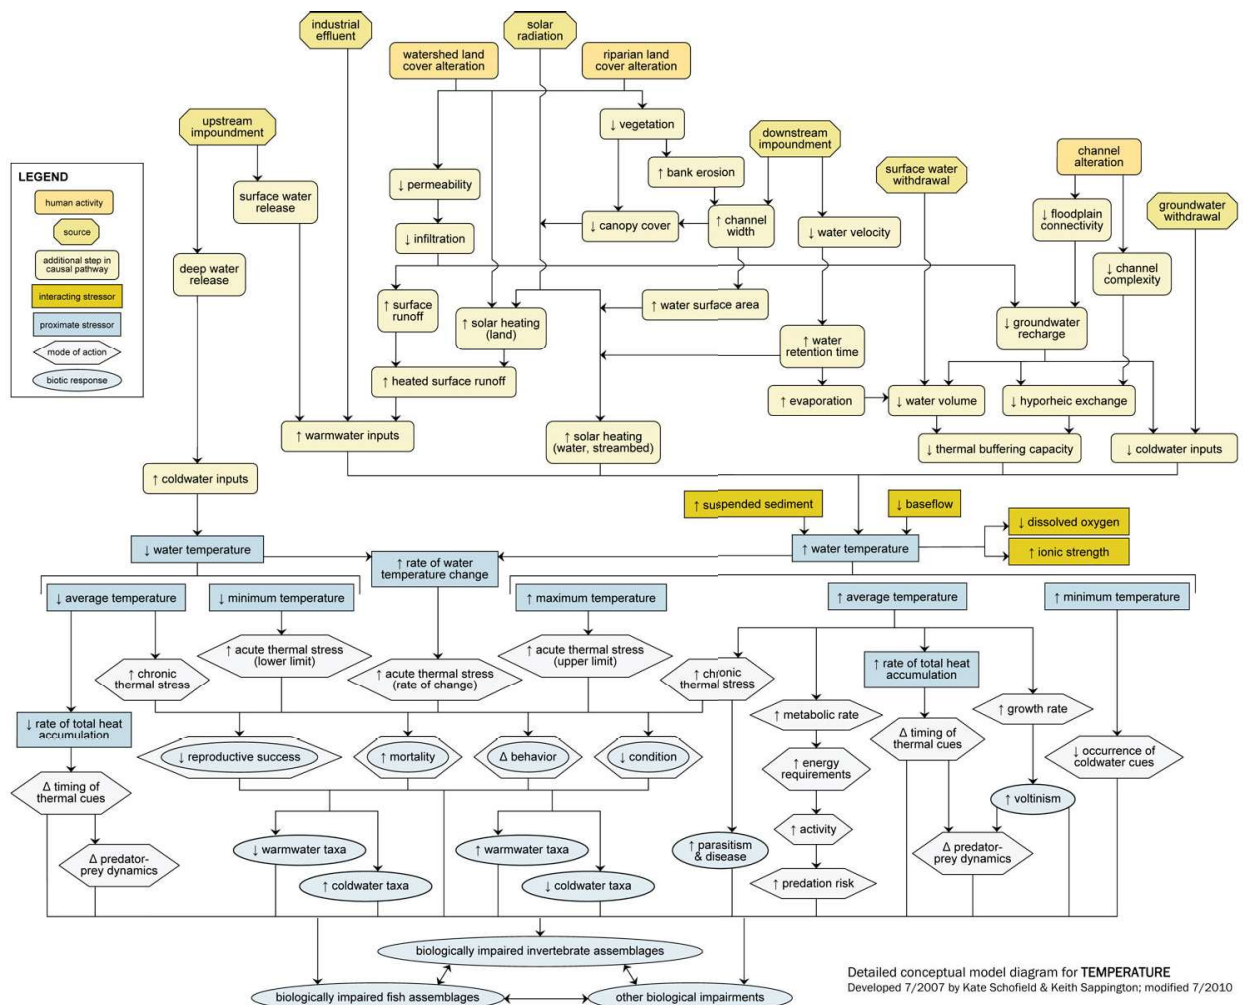 industrial
effluent
solar
radiation
watershed land
cover alteration
riparian land
cover alteration
upstream
impoundment
↓ vegetation
downstream
impoundment
channel
alteration
LEGEND
human activity
source
additional step in
causal pathway
interacting stressor
proximate stressor
mode of action
biotic response
surface water
release
↓ permeability
↑ bank erosion
surface water
withdrawal
groundwater
withdrawal
↓ infiltration
↓ canopy cover
↑ channel
width
↓ water velocity
↓ floodplain
connectivity
deep water
release
↓ channel
complexity
↑ surface
runoff
↑ solar heating
(land)
↑ water surface area
↓ groundwater
recharge
↑ water
retention time
↑ heated surface runoff
↑ evaporation
↓ water volume
↓ hyporheic exchange
↑ warmwater inputs
↑ solar heating
(water, streambed)
↓ thermal buffering capacity
↓ coldwater inputs
↑ coldwater inputs
↑ suspended sediment
↓ baseflow
↓ dissolved oxygen
↑ ionic strength
↓ water temperature
↑ rate of water
temperature change
↑ water temperature
↓ average temperature
↓ minimum temperature
↑ maximum temperature
↑ average temperature
↑ minimum temperature
↑ chronic
thermal stress
↑ acute thermal stress
(lower limit)
↑ acute thermal stress
(rate of change)
↑ acute thermal stress
(upper limit)
↑ chronic
thermal stress
↑ rate of total heat
accumulation
↑ metabolic rate
↑ growth rate
↓ rate of total heat
accumulation
↓ reproductive success
↑ mortality
Δ behavior
↓ condition
↑ energy
requirements
Δ timing of
thermal cues
↓ occurrence of
coldwater cues
Δ timing of
thermal cues
↑ voltinism
↑ activity
Δ predator-
prey dynamics
↓ warmwater taxa
↑ coldwater taxa
↑ warmwater taxa
↓ coldwater taxa
↑ parasitism
& disease
↑ predation risk
Δ predator-
prey dynamics
biologically impaired invertebrate assemblages
biologically impaired fish assemblages
other biological impairments
Detailed conceptual model diagram for TEMPERATURE
Developed 7/2007 by Kate Schofield & Keith Sappington; modified 7/2010